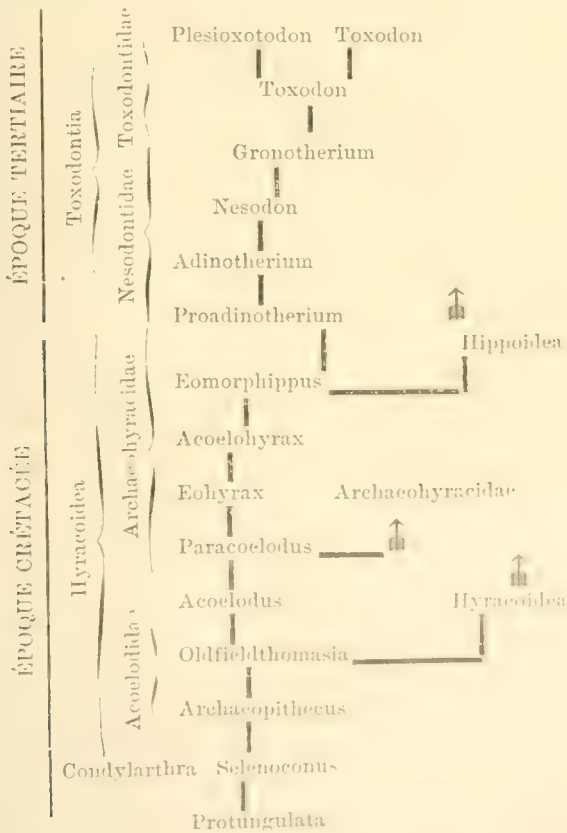 Plesioxotodon Toxodon
Toxodon
Gronotherium
Nesodon
Adinotherium
Proadinotherium
Hippoidea
Eomorphippus
Acoelohyrax
Eohyrax Archaeohyracidae
Paracoelodus
Acoelodus Hyracoidea
Oldfieldthomasia
Archaeopithecus
Condylarthra Selenoconus
Protungulata
ÉPOQUE TERTIAIRE
ÉPOQUE CRÉTACÉE
Toxodontia
Hyracoidea
Toxodontidae
Nesodontidae
Archaeohyracidae
Acoelodidae